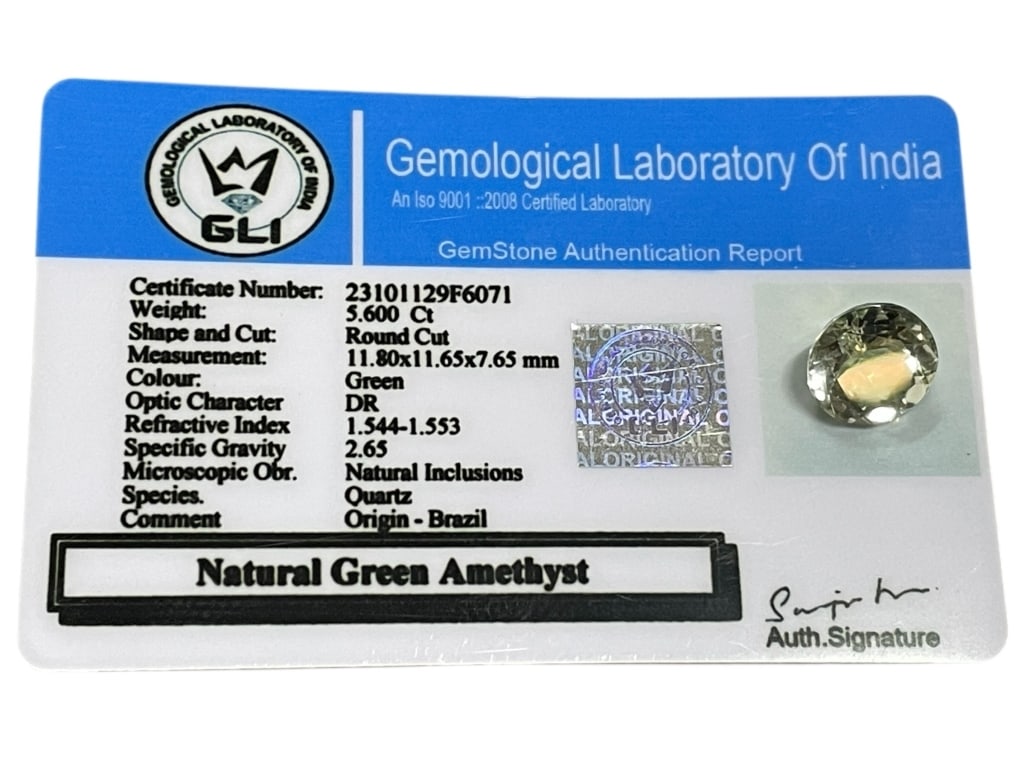 GEMOLOGICAL LABORATORY OF INDIA
GLI
Gemological Laboratory Of India
An Iso 9001 ::2008 Certified Laboratory
GemStone Authentication Report
Certificate Number: 23101129F6071
Weight: 5.600 Ct
Shape and Cut: Round Cut
Measurement: 11.80x11.65x7.65 mm
Colour: Green
Optic Character DR
Refractive Index 1.544-1.553
Specific Gravity 2.65
Microscopic Obr. Natural Inclusions
Species. Quartz
Comment Origin - Brazil
ORIGINAL
Natural Green Amethyst
Auth.Signature